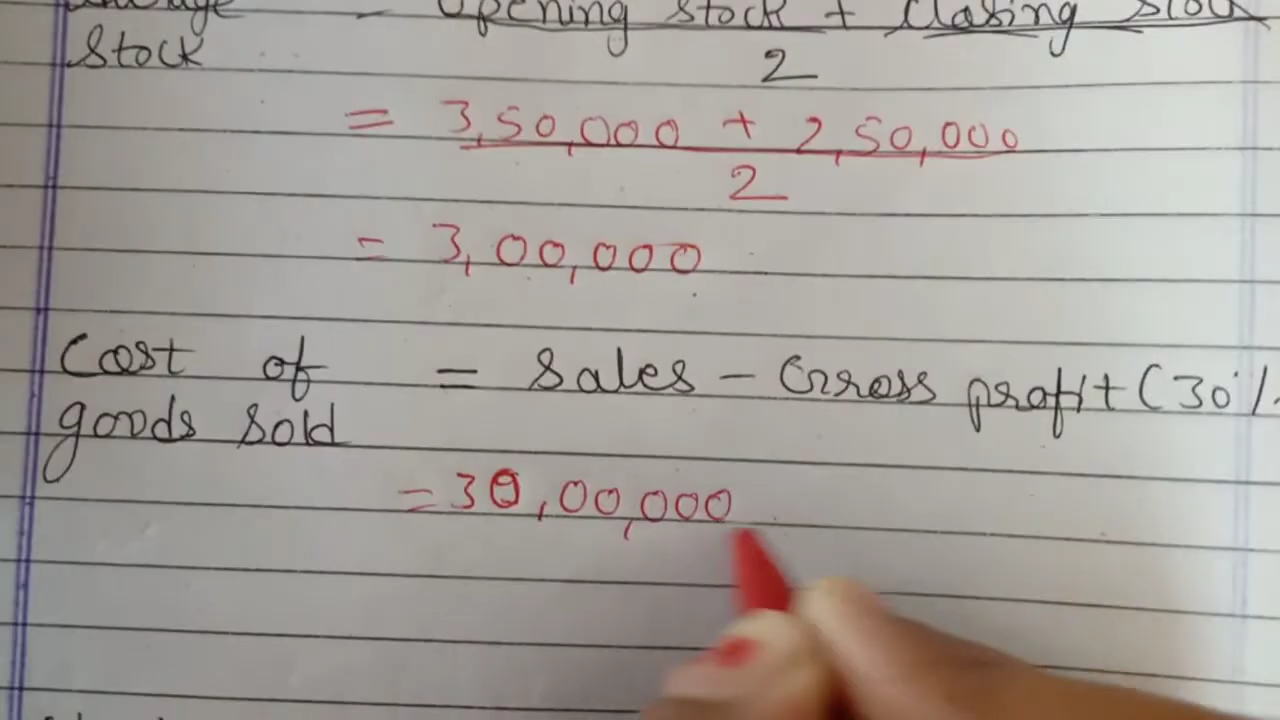 Opening stock + Closing stock
Stock 2
= 3,50,000 + 2,50,000
2
= 3,00,000
Cost of = Sales - Gross profit (30%.
goods sold
= 30,00,000